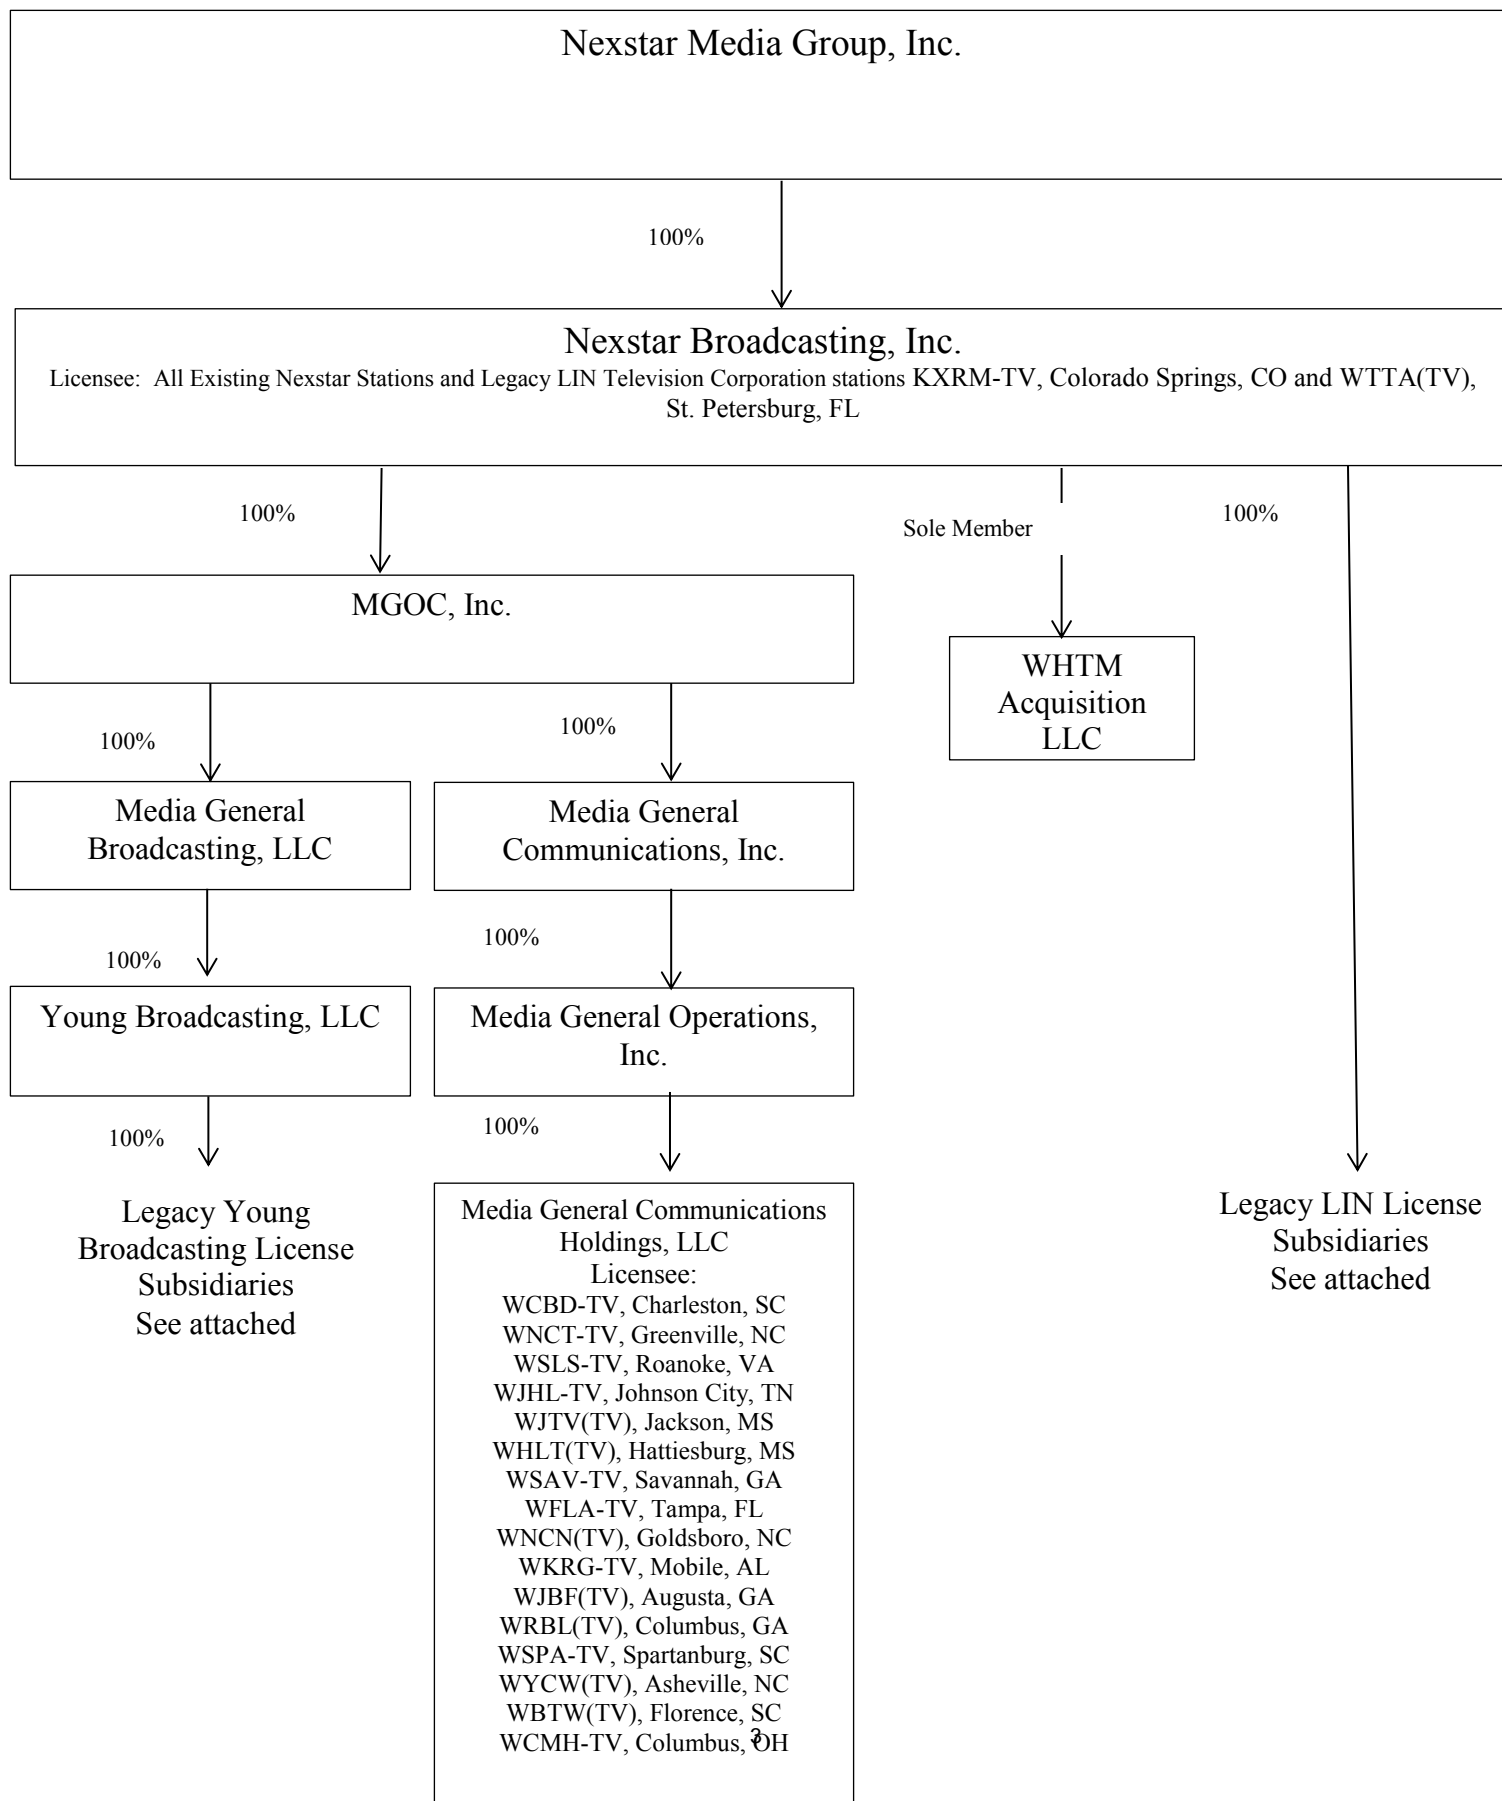 Nexstar Media Group, Inc.
100%
Nexstar Broadcasting, Inc.
Licensee: All Existing Nexstar Stations and Legacy LIN Television Corporation stations KXRM-TV, Colorado Springs, CO and WTTA(TV),
St. Petersburg, FL
100%
Sole Member
100%
MGOC, Inc.
WHTM
Acquisition
LLC
100%
100%
Media General
Broadcasting, LLC
Media General
Communications, Inc.
100%
100%
Young Broadcasting, LLC
Media General Operations,
Inc.
100%
100%
Legacy Young
Broadcasting License
Subsidiaries
See attached
Media General Communications
Holdings, LLC
Licensee:
WCBD-TV, Charleston, SC
WNCT-TV, Greenville, NC
WSLS-TV, Roanoke, VA
WJHL-TV, Johnson City, TN
WJTV(TV), Jackson, MS
WHLT(TV), Hattiesburg, MS
WSAV-TV, Savannah, GA
WFLA-TV, Tampa, FL
WNCN(TV), Goldsboro, NC
WKRG-TV, Mobile, AL
WJBF(TV), Augusta, GA
WRBL(TV), Columbus, GA
WSPA-TV, Spartanburg, SC
WYCW(TV), Asheville, NC
WBTW(TV), Florence, SC
WCMH-TV, Columbus, OH
3
Legacy LIN License
Subsidiaries
See attached